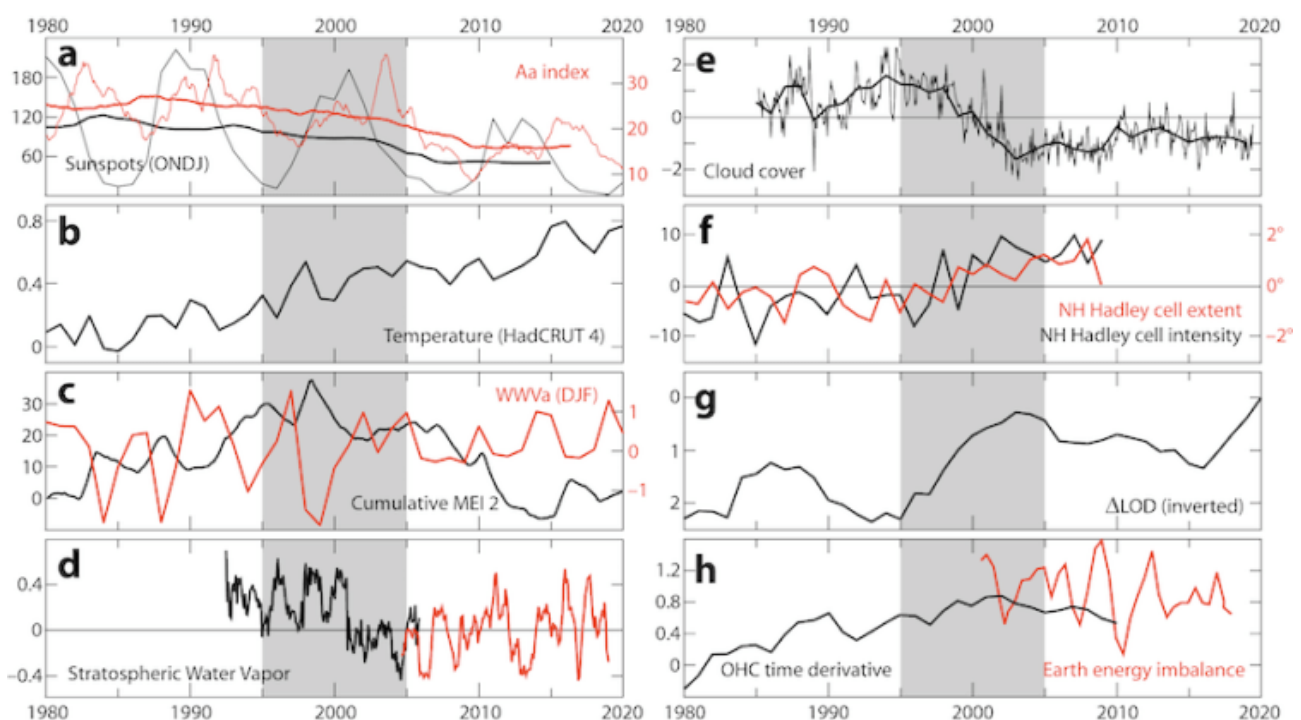 1980 1990 2000 2010 2020
a
180
120
60
Aa index
30
20
10
Sunspots (ONDJ)
b
0.8
0.4
0
Temperature (HadCRUT 4)
c
30
20
10
0
WWVa (DJF)
1
0
−1
Cumulative MEI 2
d
0.4
0
−0.4
Stratospheric Water Vapor
1980 1990 2000 2010 2020
1980 1990 2000 2010 2020
e
2
0
−2
Cloud cover
f
10
0
−10
2°
0°
−2°
NH Hadley cell extent
NH Hadley cell intensity
g
0
1
2
ΔLOD (inverted)
h
1.2
0.8
0.4
0
OHC time derivative
Earth energy imbalance
1980 1990 2000 2010 2020